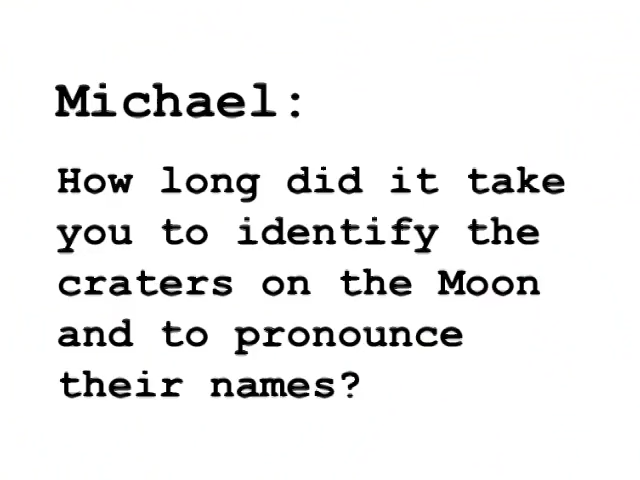 Michael:
How long did it take
you to identify the
craters on the Moon
and to pronounce
their names?